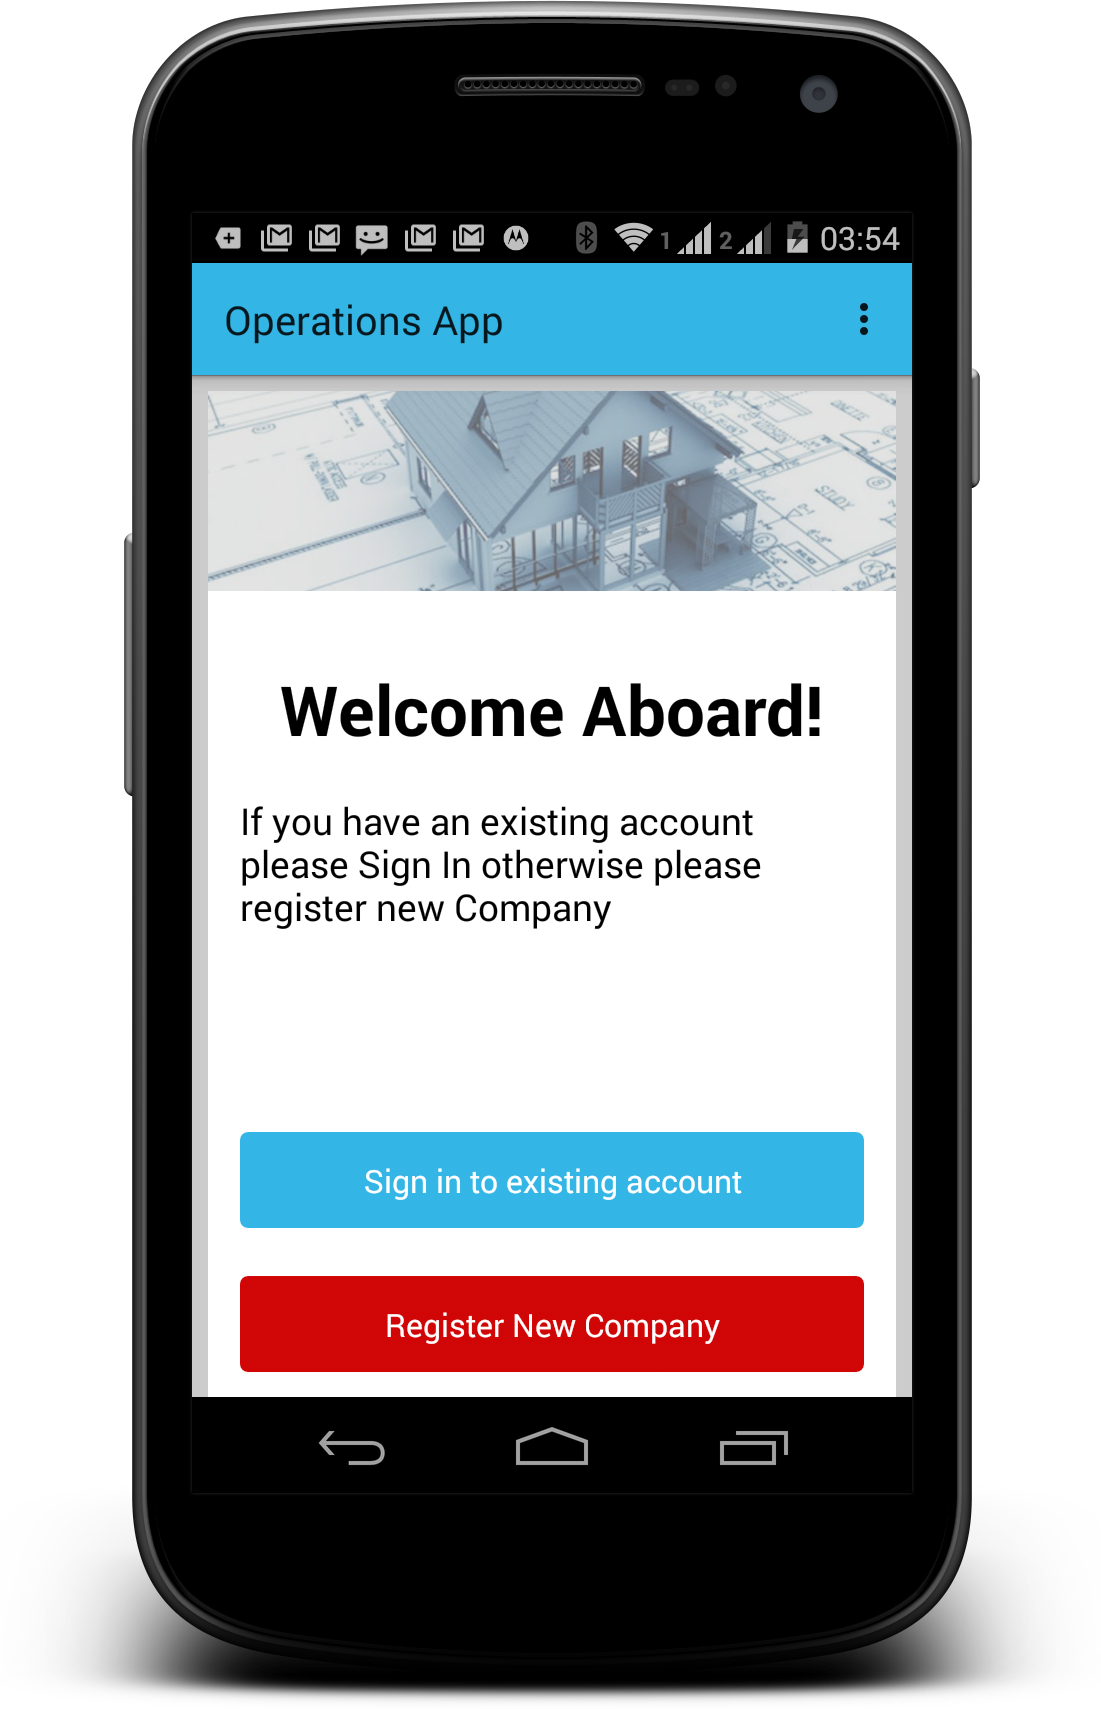 1 2 03:54
Operations App
STUDY
Welcome Aboard!
If you have an existing account
please Sign In otherwise please
register new Company
Sign in to existing account
Register New Company